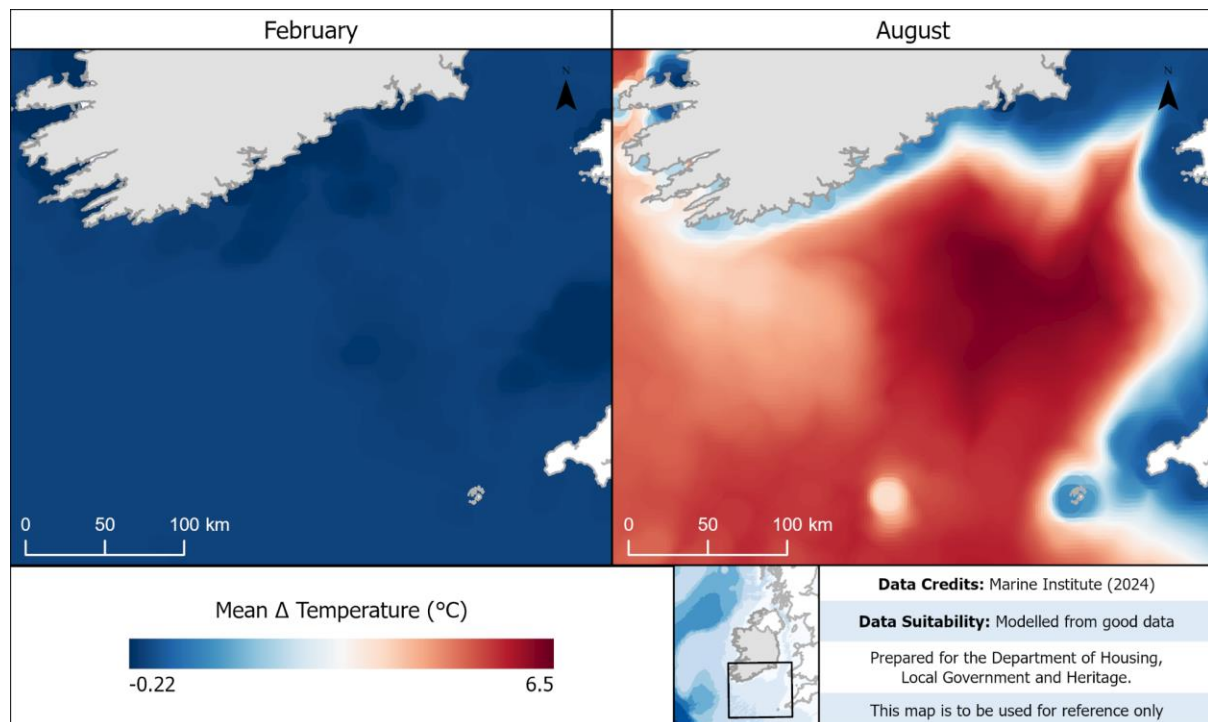 February
August
N
N
0 50 100 km
0 50 100 km
Mean Δ Temperature (°C)
-0.22 6.5
Data Credits: Marine Institute (2024)
Data Suitability: Modelled from good data
Prepared for the Department of Housing,
Local Government and Heritage.
This map is to be used for reference only